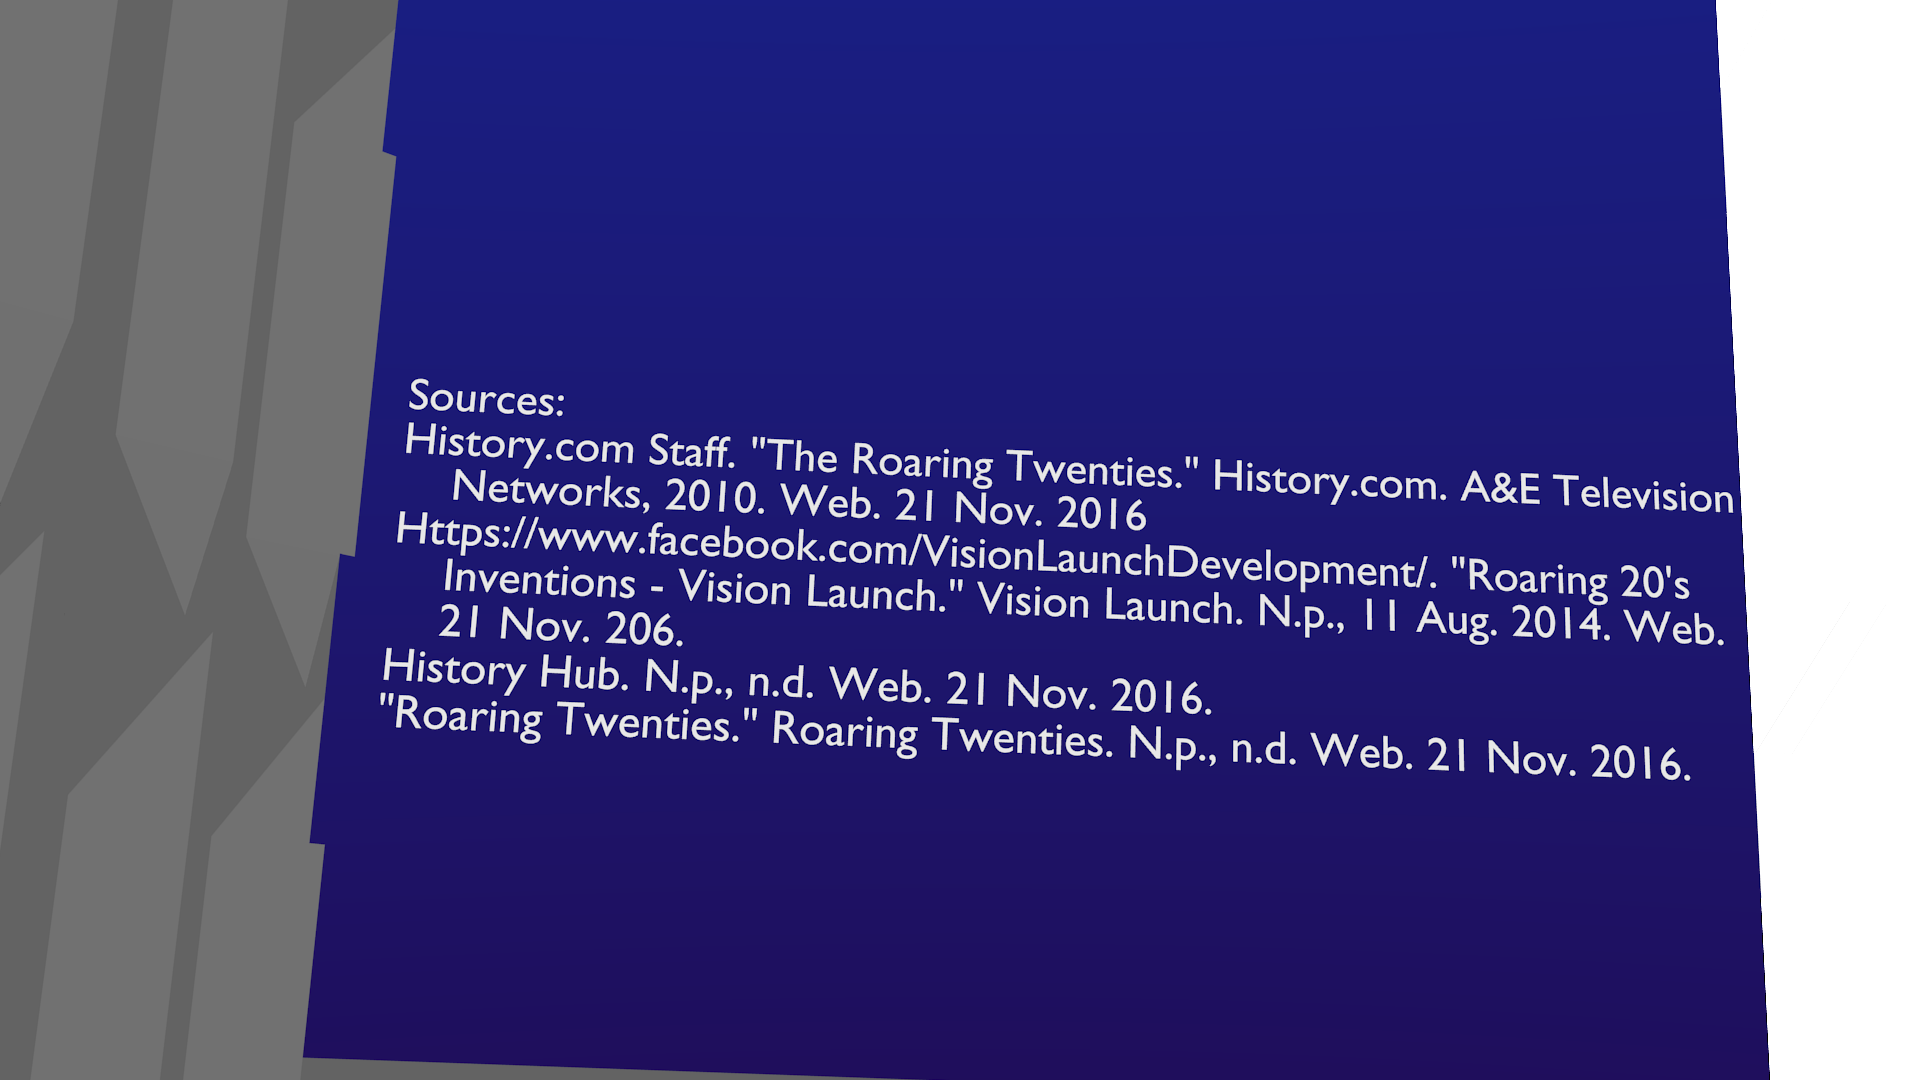 Sources:
History.com Staff. "The Roaring Twenties." History.com. A&E Television
Networks, 2010. Web. 21 Nov. 2016
Https://www.facebook.com/VisionLaunchDevelopment/. "Roaring 20's
Inventions - Vision Launch." Vision Launch. N.p., 11 Aug. 2014. Web.
21 Nov. 206.
History Hub. N.p., n.d. Web. 21 Nov. 2016.
"Roaring Twenties." Roaring Twenties. N.p., n.d. Web. 21 Nov. 2016.